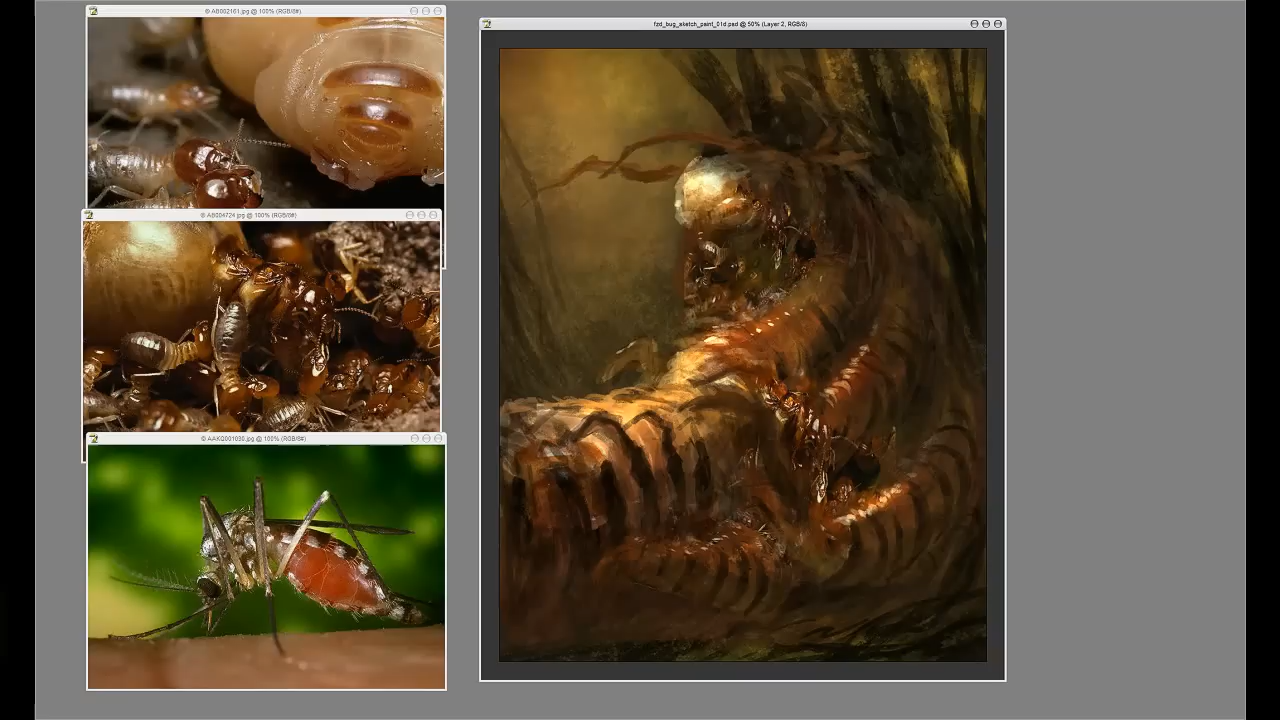 © AB002161.jpg @ 100% (RGB/8#)
fzd_bug_sketch_paint_01d.psd @ 50% (Layer 2, RGB/8)
© AB004724.jpg @ 100% (RGB/8#)
© AAKQ001030.jpg @ 100% (RGB/8#)